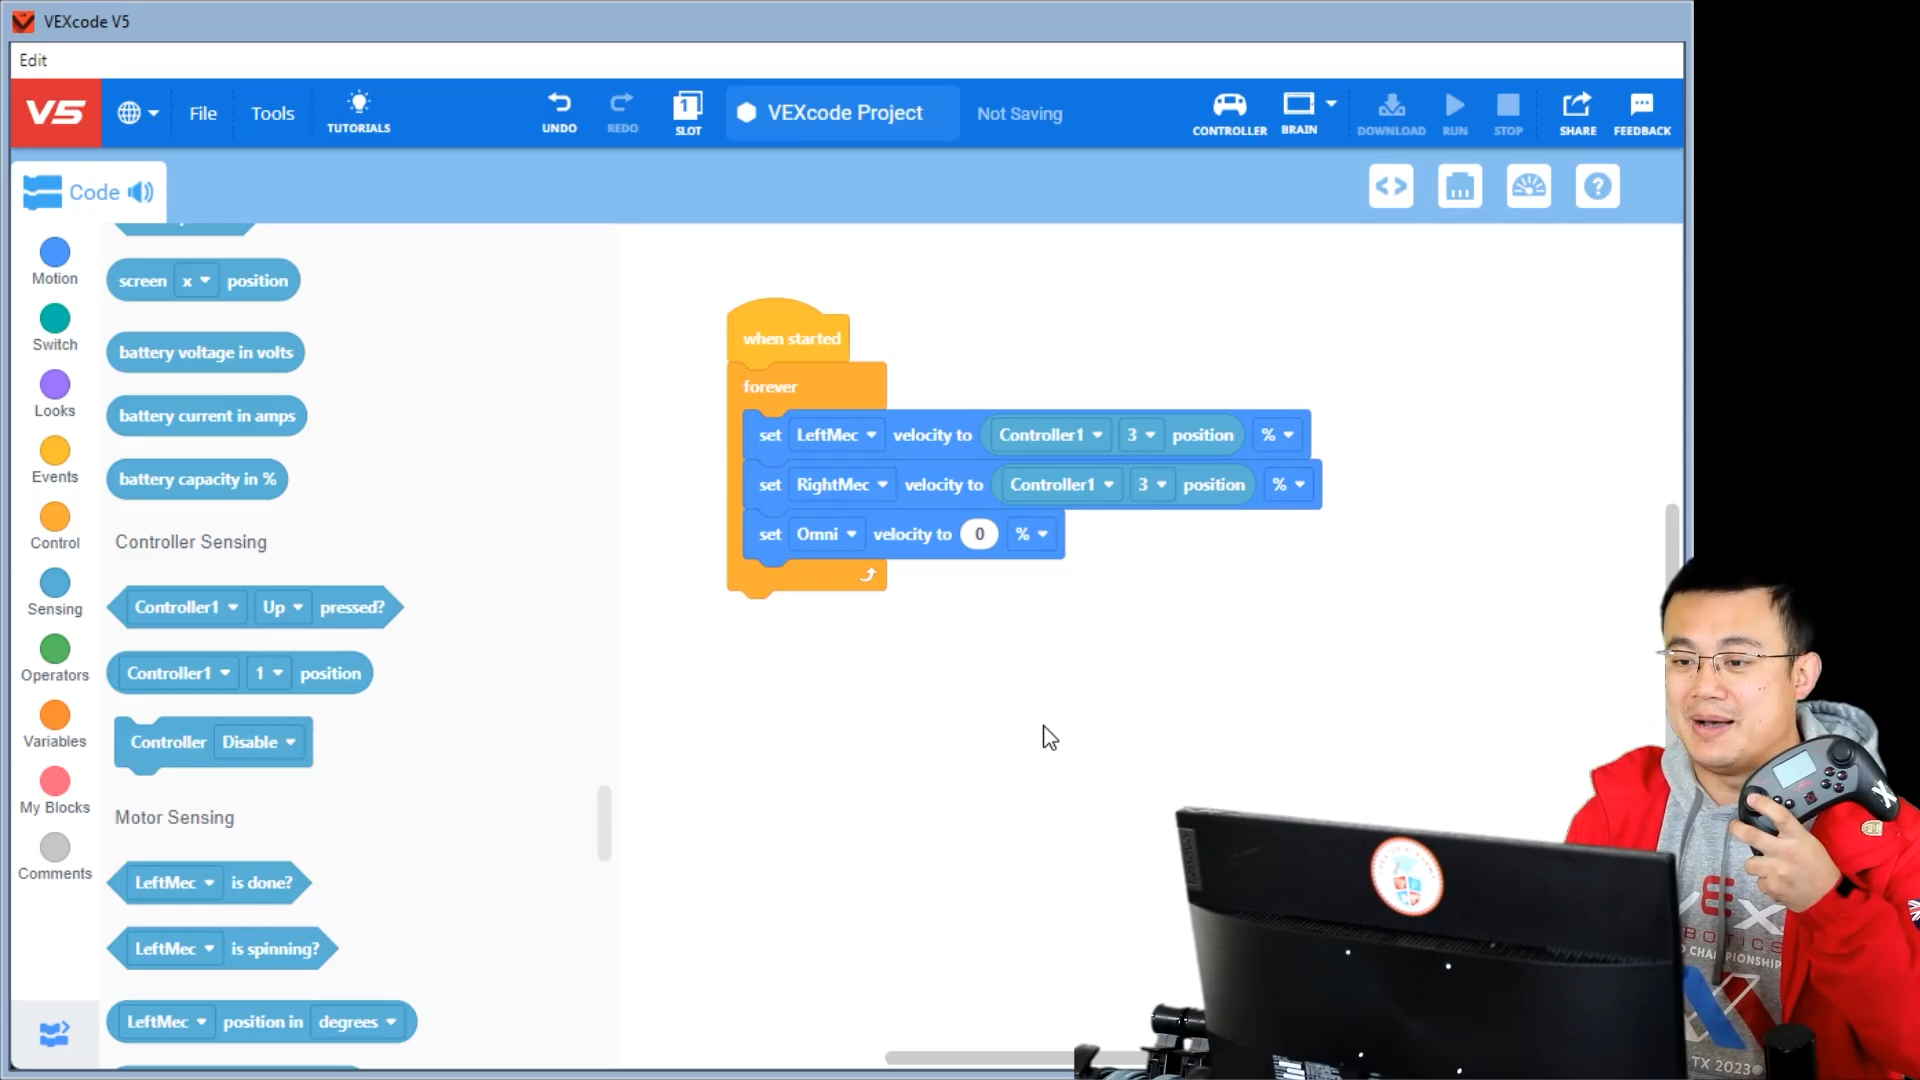 VEXcode V5
Edit
V5
File
Tools
TUTORIALS
UNDO
REDO
1
SLOT
VEXcode Project
Not Saving
CONTROLLER
BRAIN
DOWNLOAD
RUN
STOP
SHARE
FEEDBACK
Code
Motion
Switch
Looks
Events
Control
Sensing
Operators
Variables
My Blocks
Comments
screen x position
battery voltage in volts
battery current in amps
battery capacity in %
Controller Sensing
Controller1 Up pressed?
Controller1 1 position
Controller Disable
Motor Sensing
LeftMec is done?
LeftMec is spinning?
LeftMec position in degrees
when started
forever
set LeftMec velocity to Controller1 3 position %
set RightMec velocity to Controller1 3 position %
set Omni velocity to 0 %
VEX
ROBOTICS
CHAMPIONSHIP
TX 2023